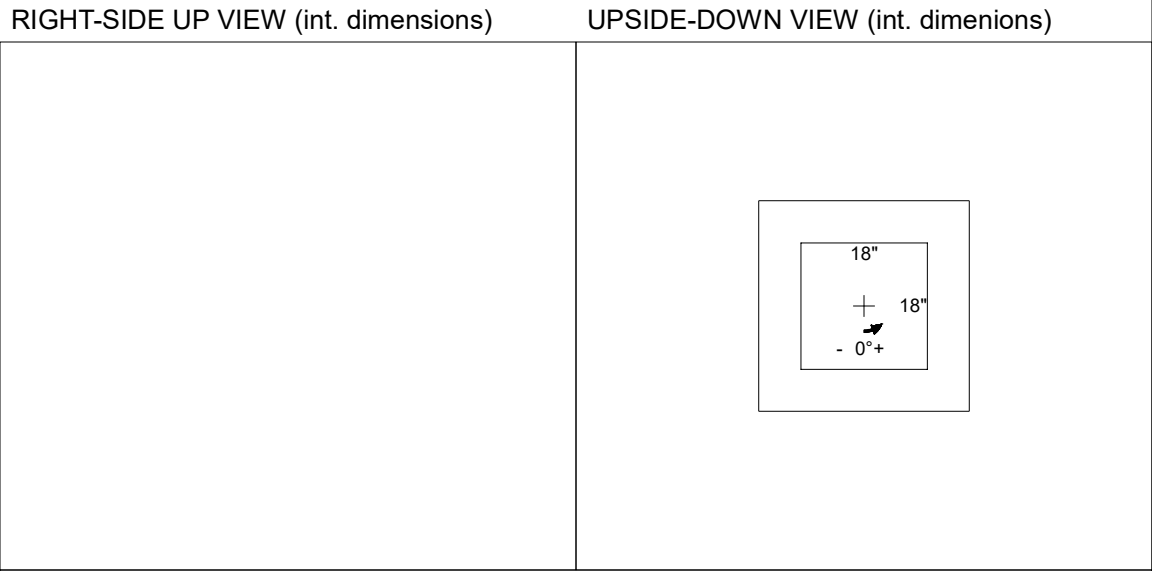 RIGHT-SIDE UP VIEW (int. dimensions)
UPSIDE-DOWN VIEW (int. dimenions)
18"
18"
- 0°+